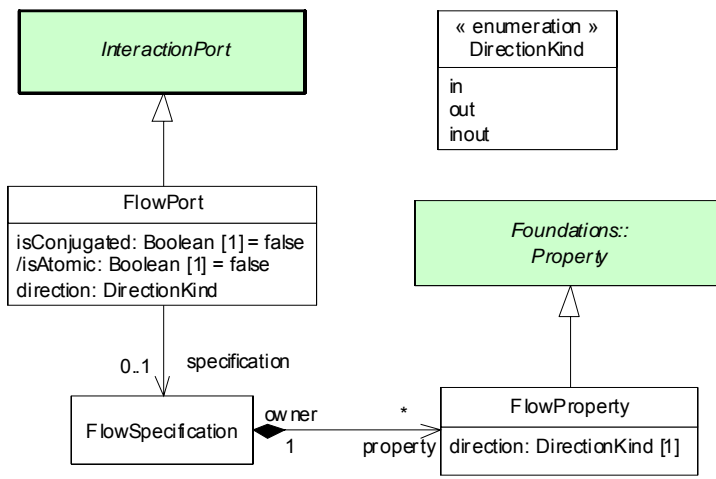 InteractionPort
« enumeration »
DirectionKind
in
out
inout
FlowPort
isConjugated: Boolean [1] = false
/isAtomic: Boolean [1] = false
direction: DirectionKind
Foundations::
Property
0..1
specification
FlowSpecification
owner
1
*
property
FlowProperty
direction: DirectionKind [1]